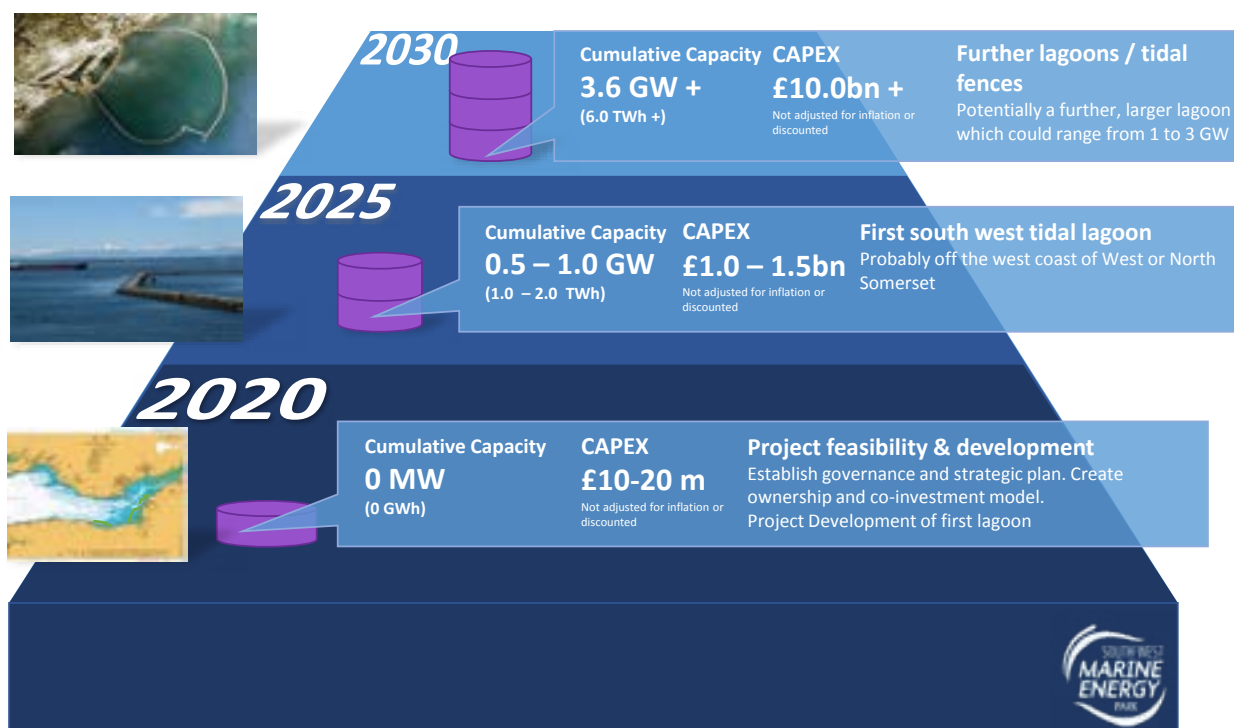 2030
Cumulative Capacity
3.6 GW +
(6.0 TWh +)
CAPEX
£10.0bn +
Not adjusted for inflation or
discounted
Further lagoons / tidal
fences
Potentially a further, larger lagoon
which could range from 1 to 3 GW
2025
Cumulative Capacity
0.5 – 1.0 GW
(1.0 – 2.0 TWh)
CAPEX
£1.0 – 1.5bn
Not adjusted for inflation or
discounted
First south west tidal lagoon
Probably off the west coast of West or North
Somerset
2020
Cumulative Capacity
0 MW
(0 GWh)
CAPEX
£10-20 m
Not adjusted for inflation or
discounted
Project feasibility & development
Establish governance and strategic plan. Create
ownership and co-investment model.
Project Development of first lagoon
SOUTH WEST
MARINE
ENERGY
PARK